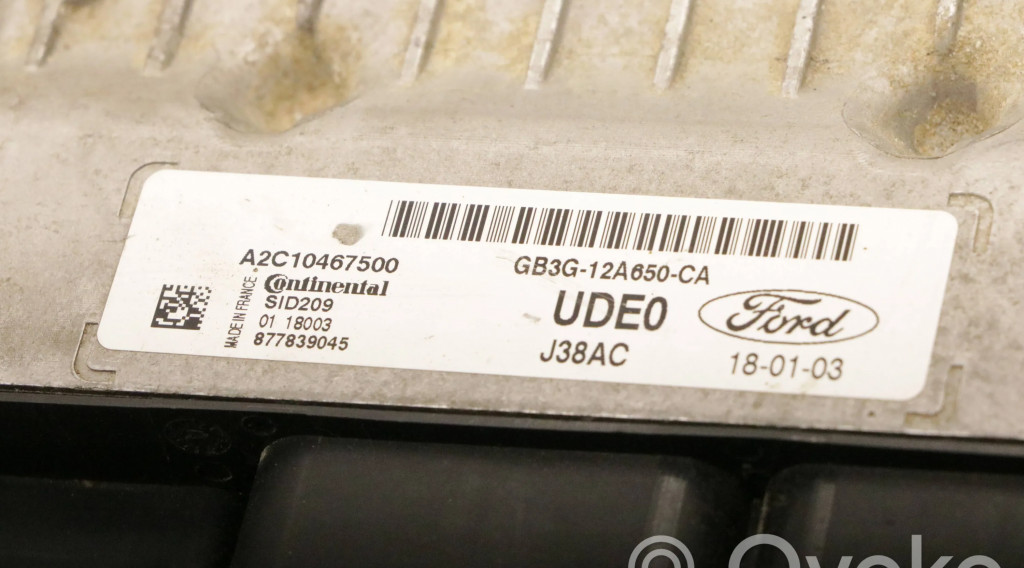 A2C10467500
Continental
SID209
01 18003
877839045
MADE IN FRANCE
GB3G-12A650-CA
UDE0
J38AC
Ford
18-01-03